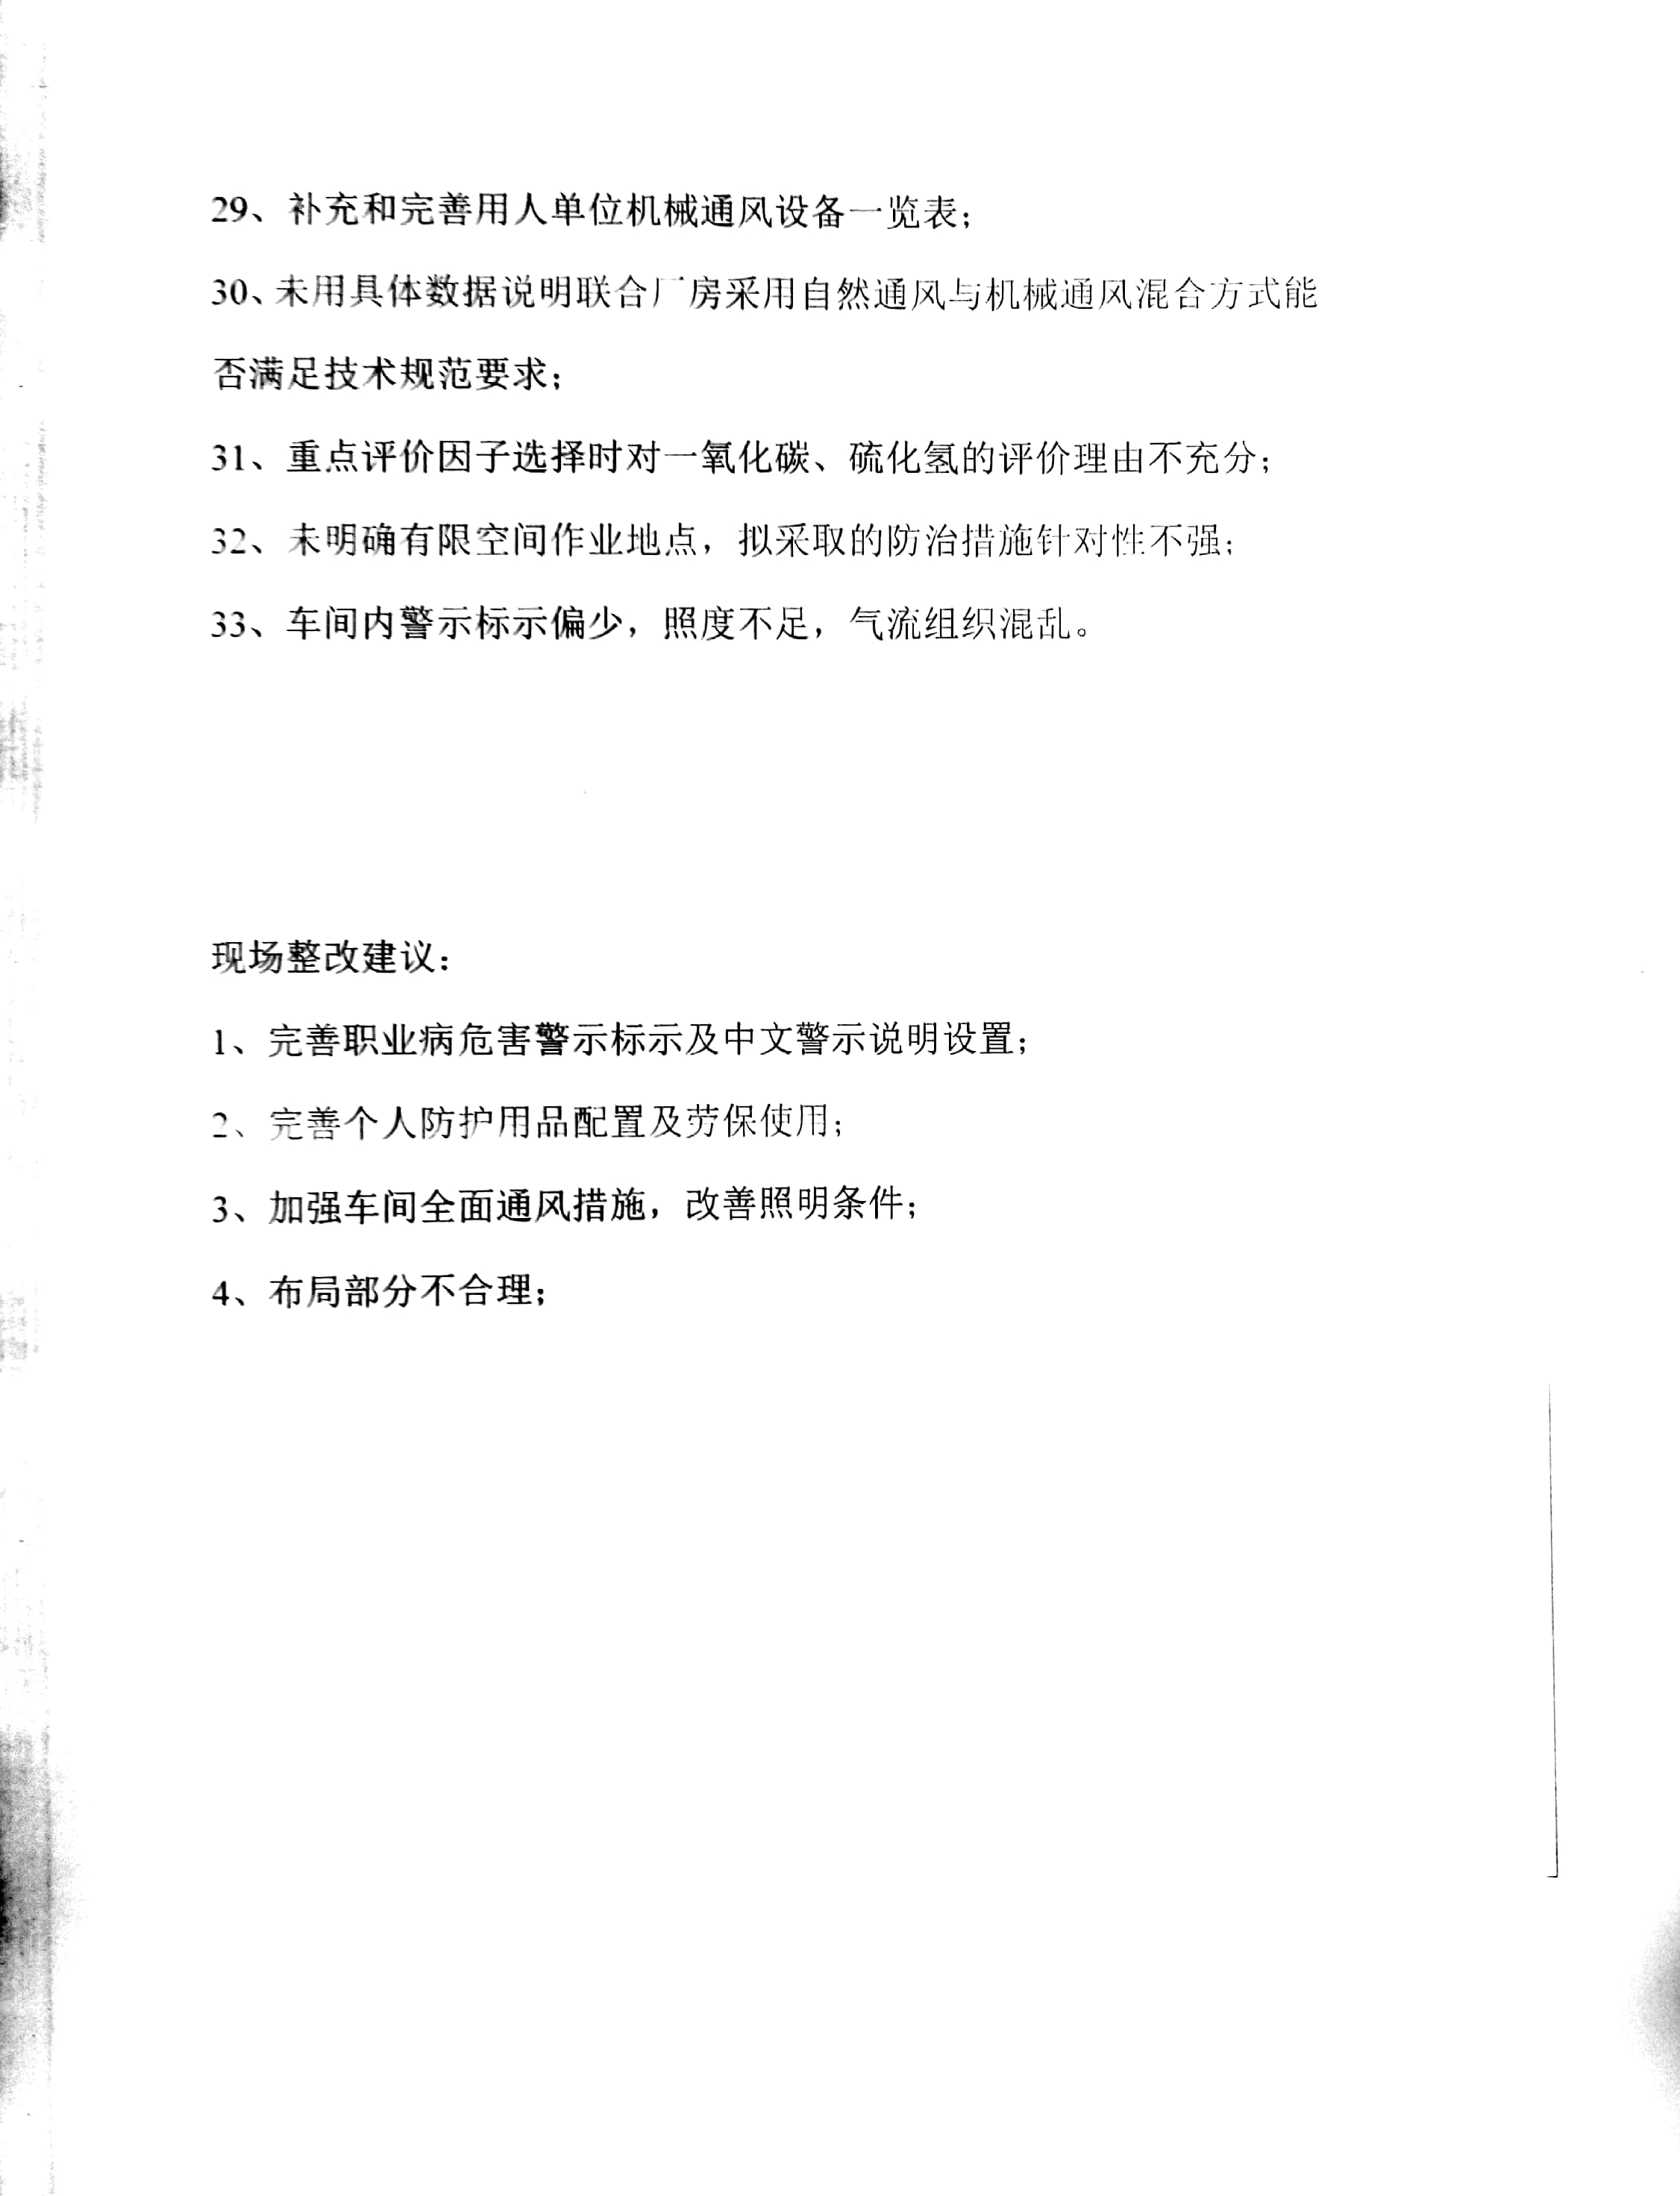 29、补充和完善用人单位机械通风设备一览表；
30、未用具体数据说明联合厂房采用自然通风与机械通风混合方式能
否满足技术规范要求；
31、重点评价因子选择时对一氧化碳、硫化氢的评价理由不充分；
32、未明确有限空间作业地点，拟采取的防治措施针对性不强；
33、车间内警示标示偏少，照度不足，气流组织混乱。
现场整改建议：
1、完善职业病危害警示标示及中文警示说明设置；
2、完善个人防护用品配置及劳保使用；
3、加强车间全面通风措施，改善照明条件；
4、布局部分不合理；